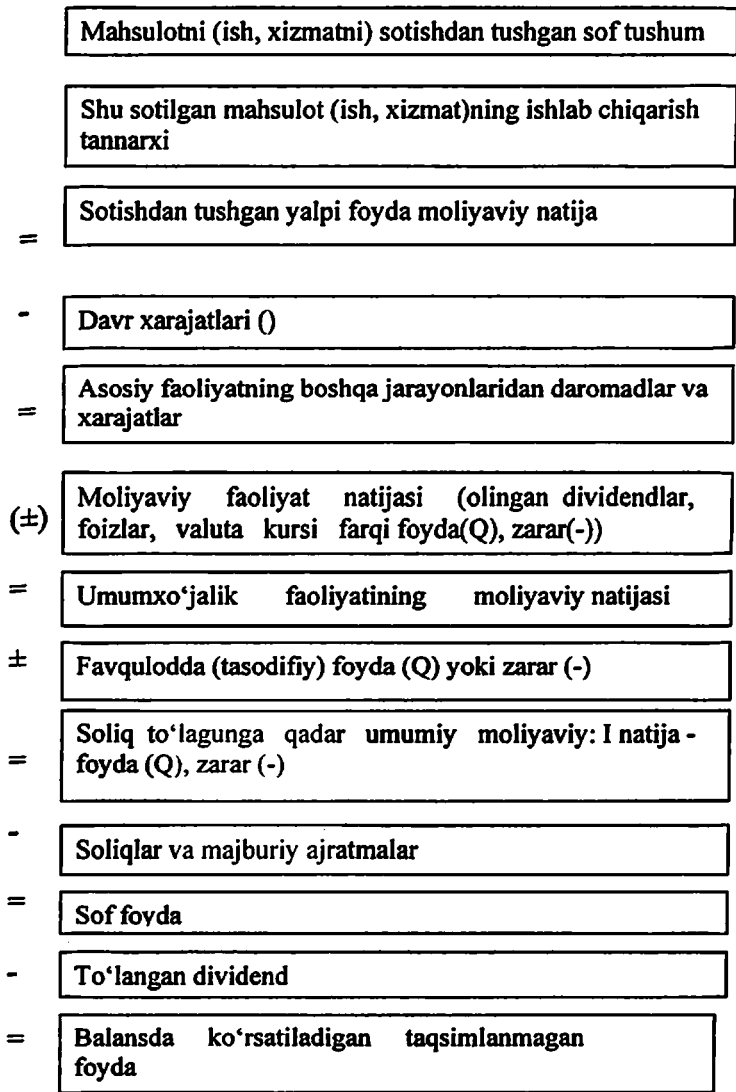 Mahsulotni (ish, xizmatni) sotishdan tushgan sof tushum
Shu sotilgan mahsulot (ish, xizmat)ning ishlab chiqarish
tannarxi
= Sotishdan tushgan yalpi foyda moliyaviy natija
- Davr xarajatlari ()
Asosiy faoliyatning boshqa jarayonlaridan daromadlar va
= xarajatlar
(±) Moliyaviy faoliyat natijasi (olingan dividendlar,
foizlar, valuta kursi farqi foyda(Q), zarar(-))
= Umumxo‘jalik faoliyatining moliyaviy natijasi
± Favqulodda (tasodifiy) foyda (Q) yoki zarar (-)
Soliq to‘lagunga qadar umumiy moliyaviy: I natija -
= foyda (Q), zarar (-)
- Soliqlar va majburiy ajratmalar
= Sof foyda
- To‘langan dividend
= Balansda ko‘rsatiladigan taqsimlanmagan
foyda